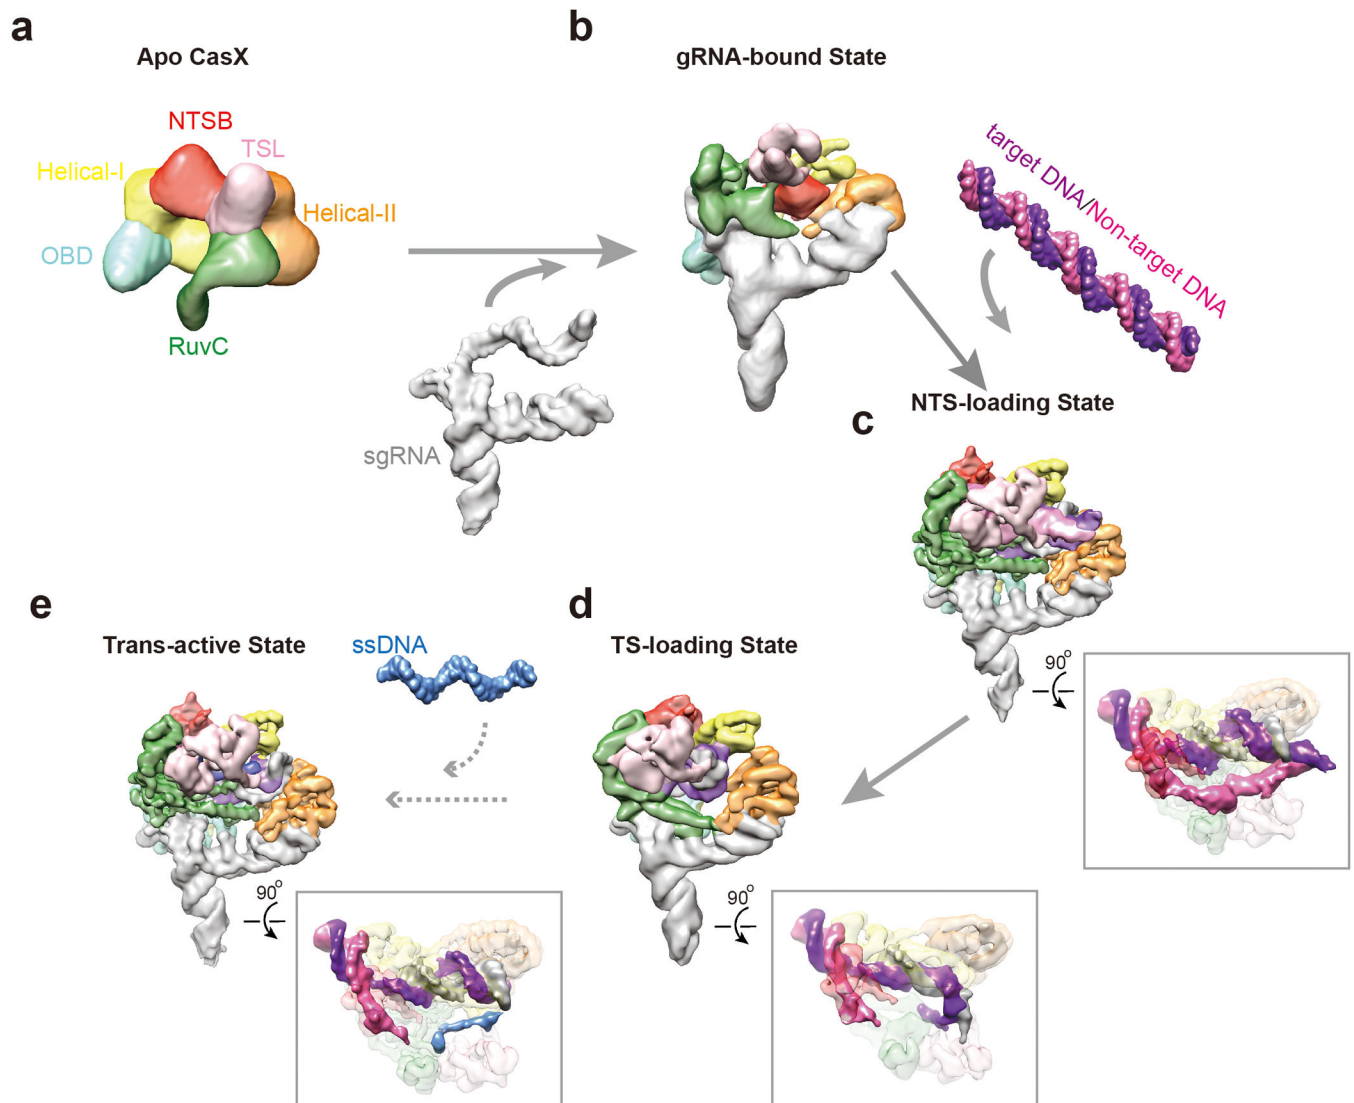 a
Apo CasX
NTSB
TSL
Helical-I
Helical-II
OBD
RuvC
sgRNA
b
gRNA-bound State
target DNA/Non-target DNA
c
NTS-loading State
90°
d
TS-loading State
90°
e
Trans-active State
ssDNA
90°